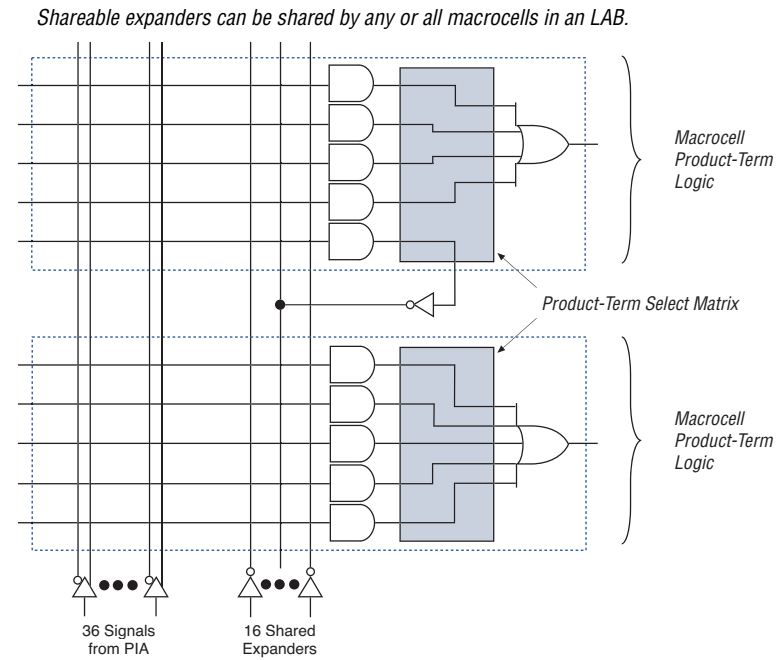 Shareable expanders can be shared by any or all macrocells in an LAB.
Macrocell
Product-Term
Logic
Product-Term Select Matrix
Macrocell
Product-Term
Logic
36 Signals
from PIA
16 Shared
Expanders